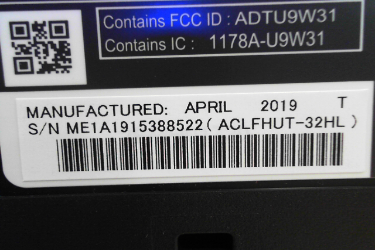 Contains FCC ID : ADTU9W31
Contains IC : 1178A-U9W31
MANUFACTURED: APRIL 2019 T
S/N ME1A1915388522 ( ACLFHUT-32HL )